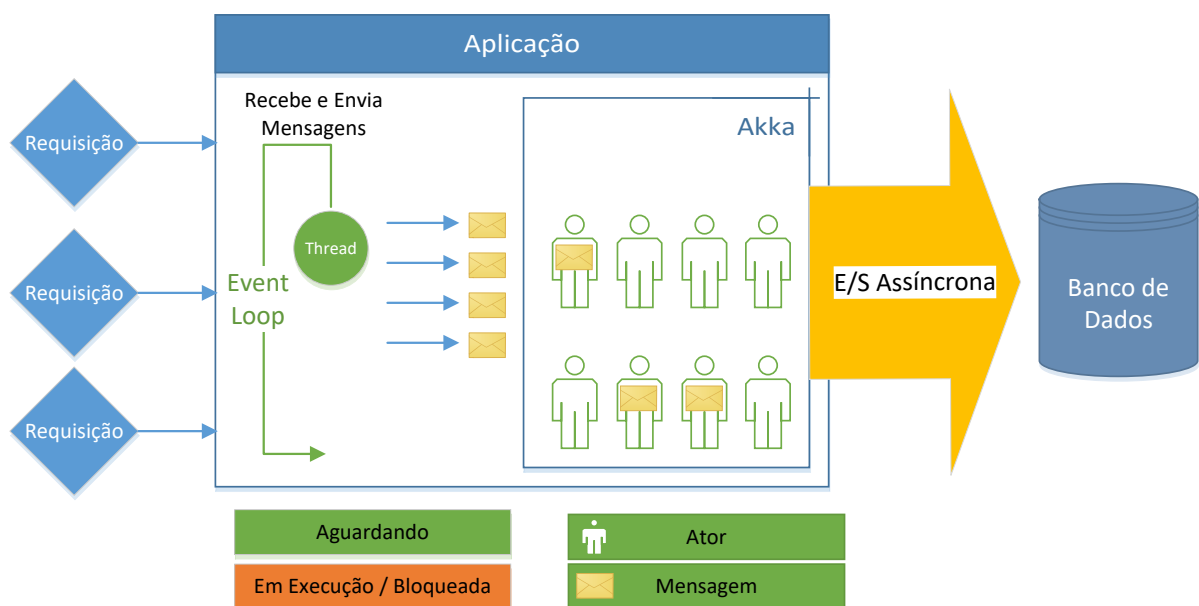 Aplicação
Recebe e Envia
Mensagens
Akka
Requisição
Thread
Requisição
Event
Loop
E/S Assíncrona
Banco de
Dados
Requisição
Aguardando
Ator
Em Execução / Bloqueada
Mensagem